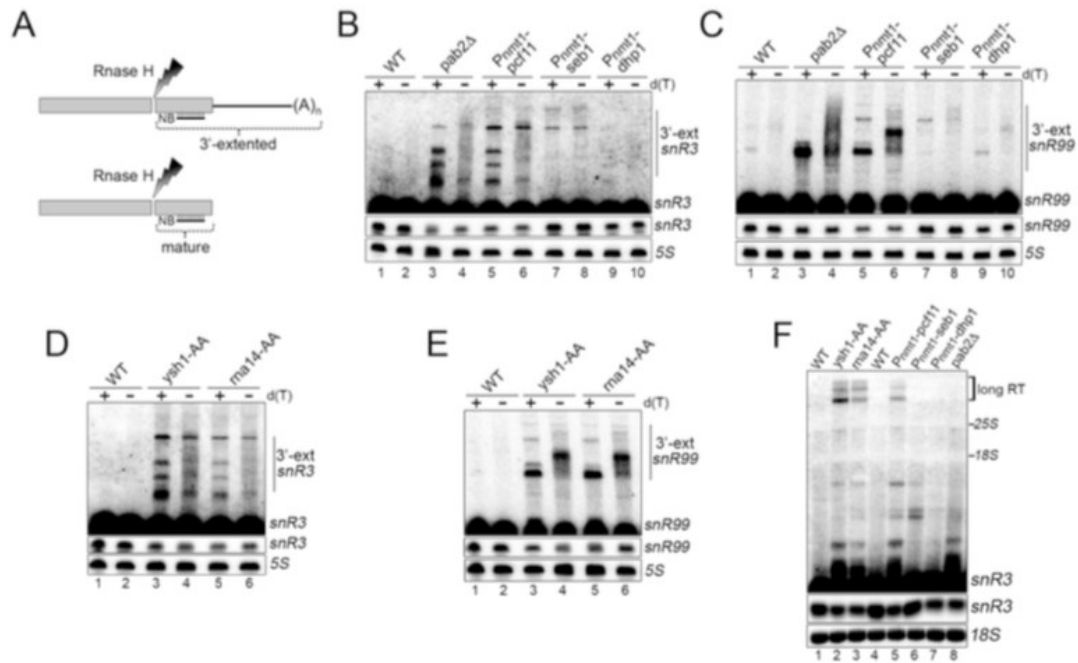 A
Rnase H
(A)n
NB
3'-extented
Rnase H
NB
mature
B
WT
pab2Δ
Pnmt1-
pcf11
Pnmt1-
seb1
Pnmt1-
dhp1
+ − + − + − + − + − d(T)
3'-ext
snR3
snR3
snR3
5S
1 2 3 4 5 6 7 8 9 10
C
WT
pab2Δ
Pnmt1-
pcf11
Pnmt1-
seb1
Pnmt1-
dhp1
+ − + − + − + − + − d(T)
3'-ext
snR99
snR99
snR99
5S
1 2 3 4 5 6 7 8 9 10
D
WT
ysh1-AA
rna14-AA
+ − + − + − d(T)
3'-ext
snR3
snR3
snR3
5S
1 2 3 4 5 6
E
WT
ysh1-AA
rna14-AA
+ − + − + − d(T)
3'-ext
snR99
snR99
snR99
5S
1 2 3 4 5 6
F
WT
ysh1-AA
rna14-AA
WT
Pnmt1-pcf11
Pnmt1-seb1
Pnmt1-dhp1
pab2Δ
long RT
-25S
-18S
snR3
snR3
18S
1 2 3 4 5 6 7 8